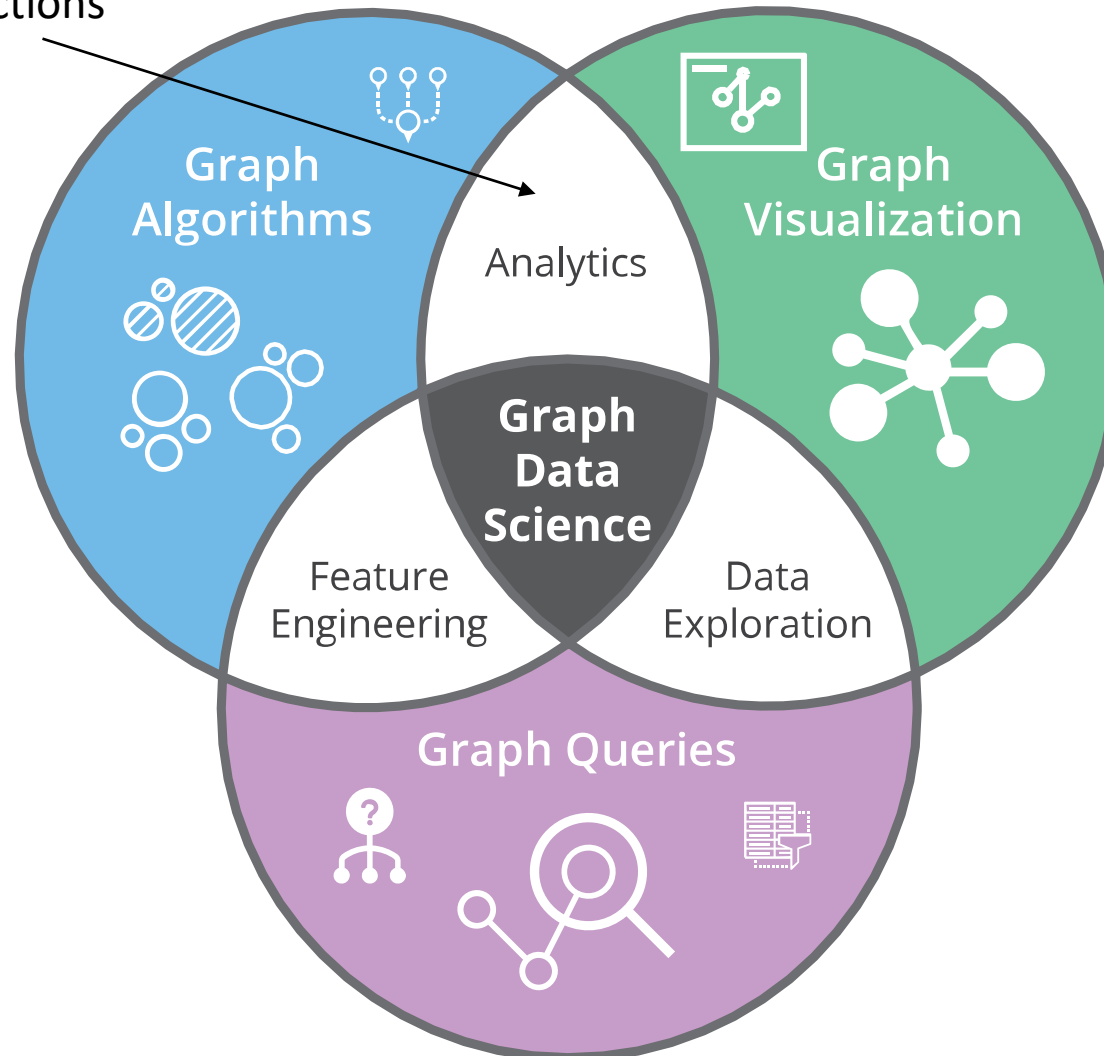 Graph
Algorithms
Graph
Visualization
Analytics
Graph
Data
Science
Feature
Engineering
Data
Exploration
Graph Queries
?